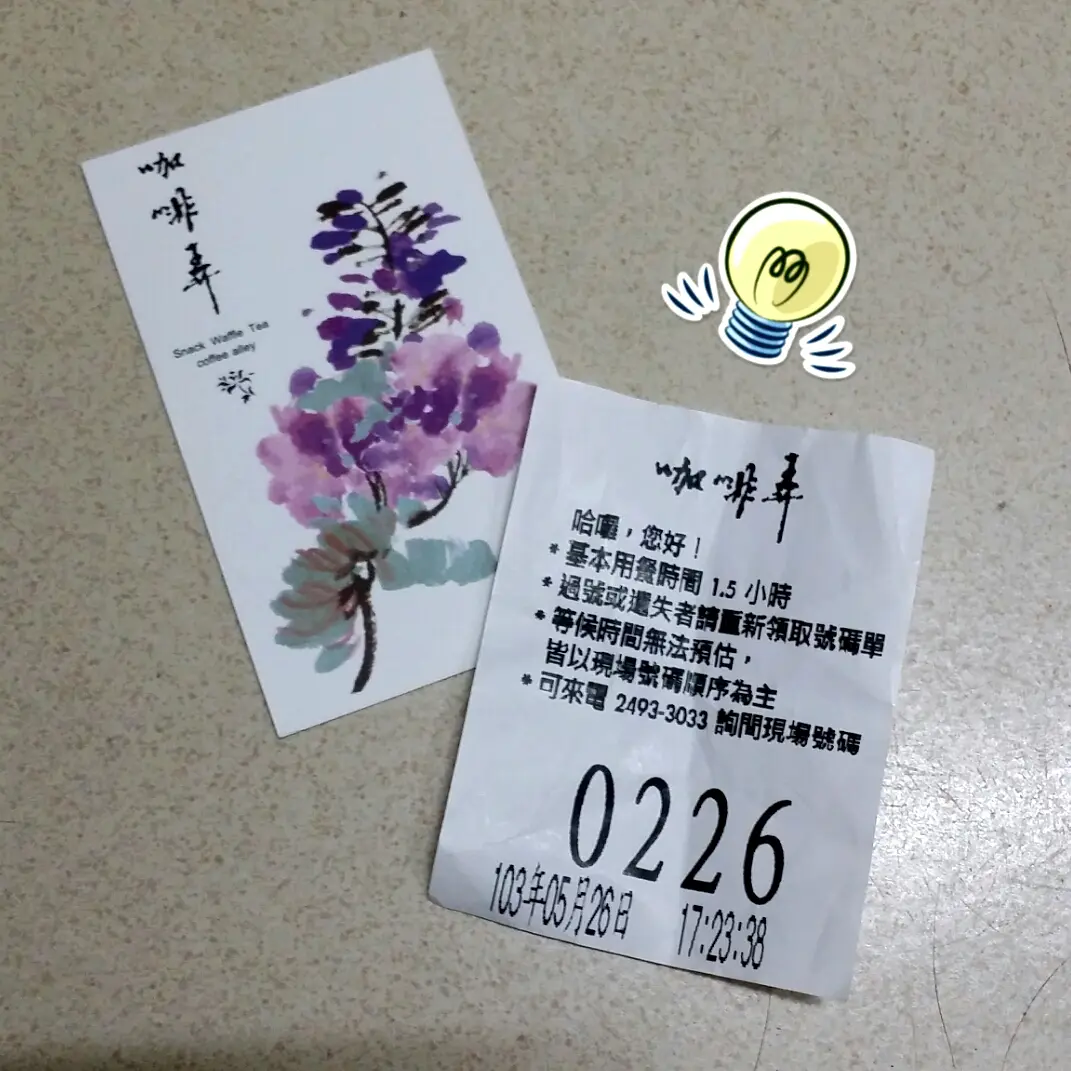 咖
啡
弄
Snack Waffle Tea
coffee alley
咖啡弄
哈囉，您好！
* 基本用餐時間 1.5 小時
* 過號或遺失者請重新領取號碼單
* 等候時間無法預估，
皆以現場號碼順序為主
* 可來電 2493-3033 詢問現場號碼
0226
103年05月26日 17:23:38